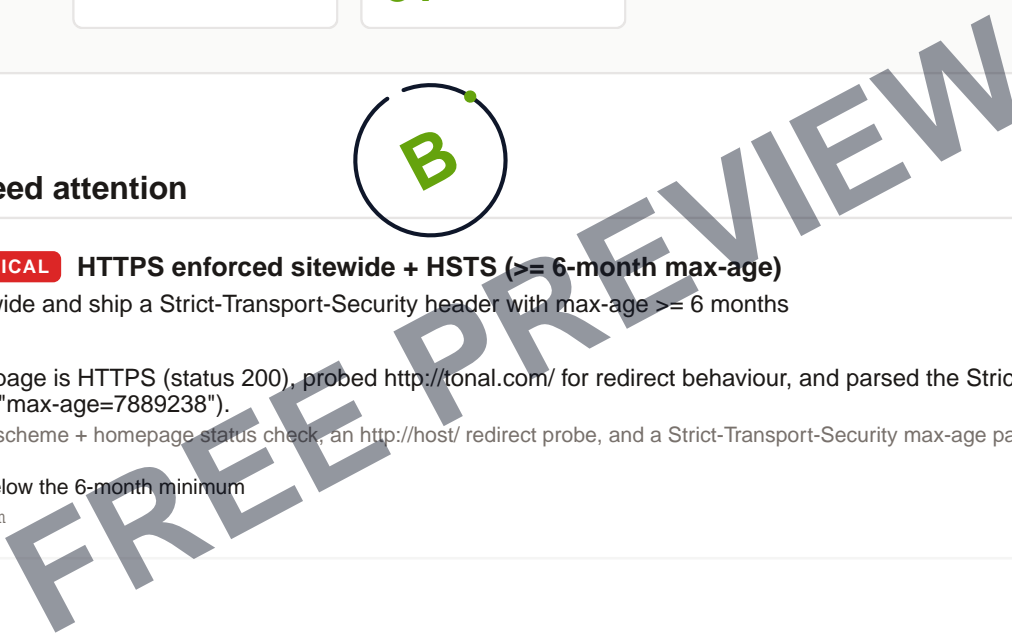 B
eed attention
ICAL HTTPS enforced sitewide + HSTS (>= 6-month max-age)
wide and ship a Strict-Transport-Security header with max-age >= 6 months
page is HTTPS (status 200), probed http://tonal.com/ for redirect behaviour, and parsed the Stric
"max-age=7889238").
scheme + homepage status check, an http://host/ redirect probe, and a Strict-Transport-Security max-age pa
elow the 6-month minimum
FREE PREVIEW